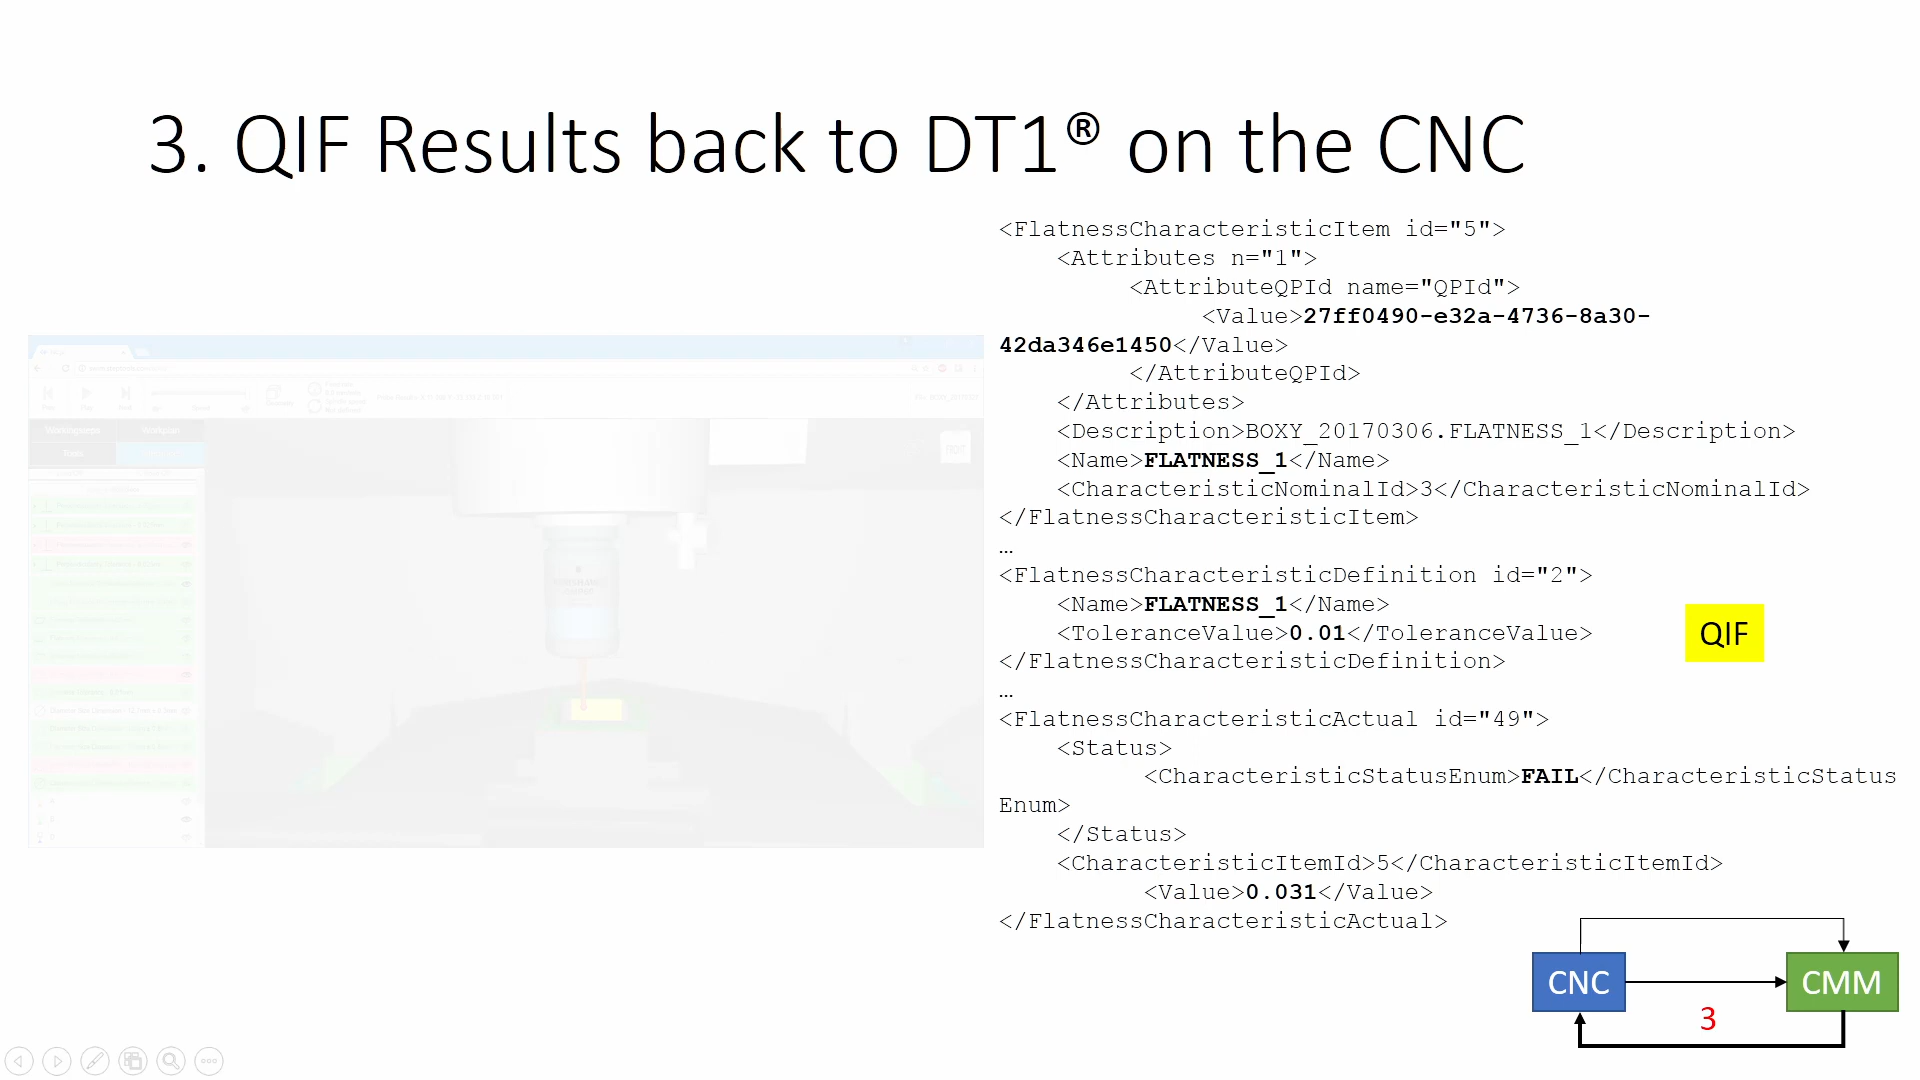 3. QIF Results back to DT1® on the CNC
<FlatnessCharacteristicItem id="5">
<Attributes n="1">
<AttributeQPId name="QPId">
<Value>27ff0490-e32a-4736-8a30-
42da346e1450</Value>
</AttributeQPId>
</Attributes>
<Description>BOXY_20170306.FLATNESS_1</Description>
<Name>FLATNESS_1</Name>
<CharacteristicNominalId>3</CharacteristicNominalId>
</FlatnessCharacteristicItem>
…
<FlatnessCharacteristicDefinition id="2">
<Name>FLATNESS_1</Name>
<ToleranceValue>0.01</ToleranceValue>
</FlatnessCharacteristicDefinition>
…
<FlatnessCharacteristicActual id="49">
<Status>
<CharacteristicStatusEnum>FAIL</CharacteristicStatus
Enum>
</Status>
<CharacteristicItemId>5</CharacteristicItemId>
<Value>0.031</Value>
</FlatnessCharacteristicActual>
QIF
CNC
CMM
3